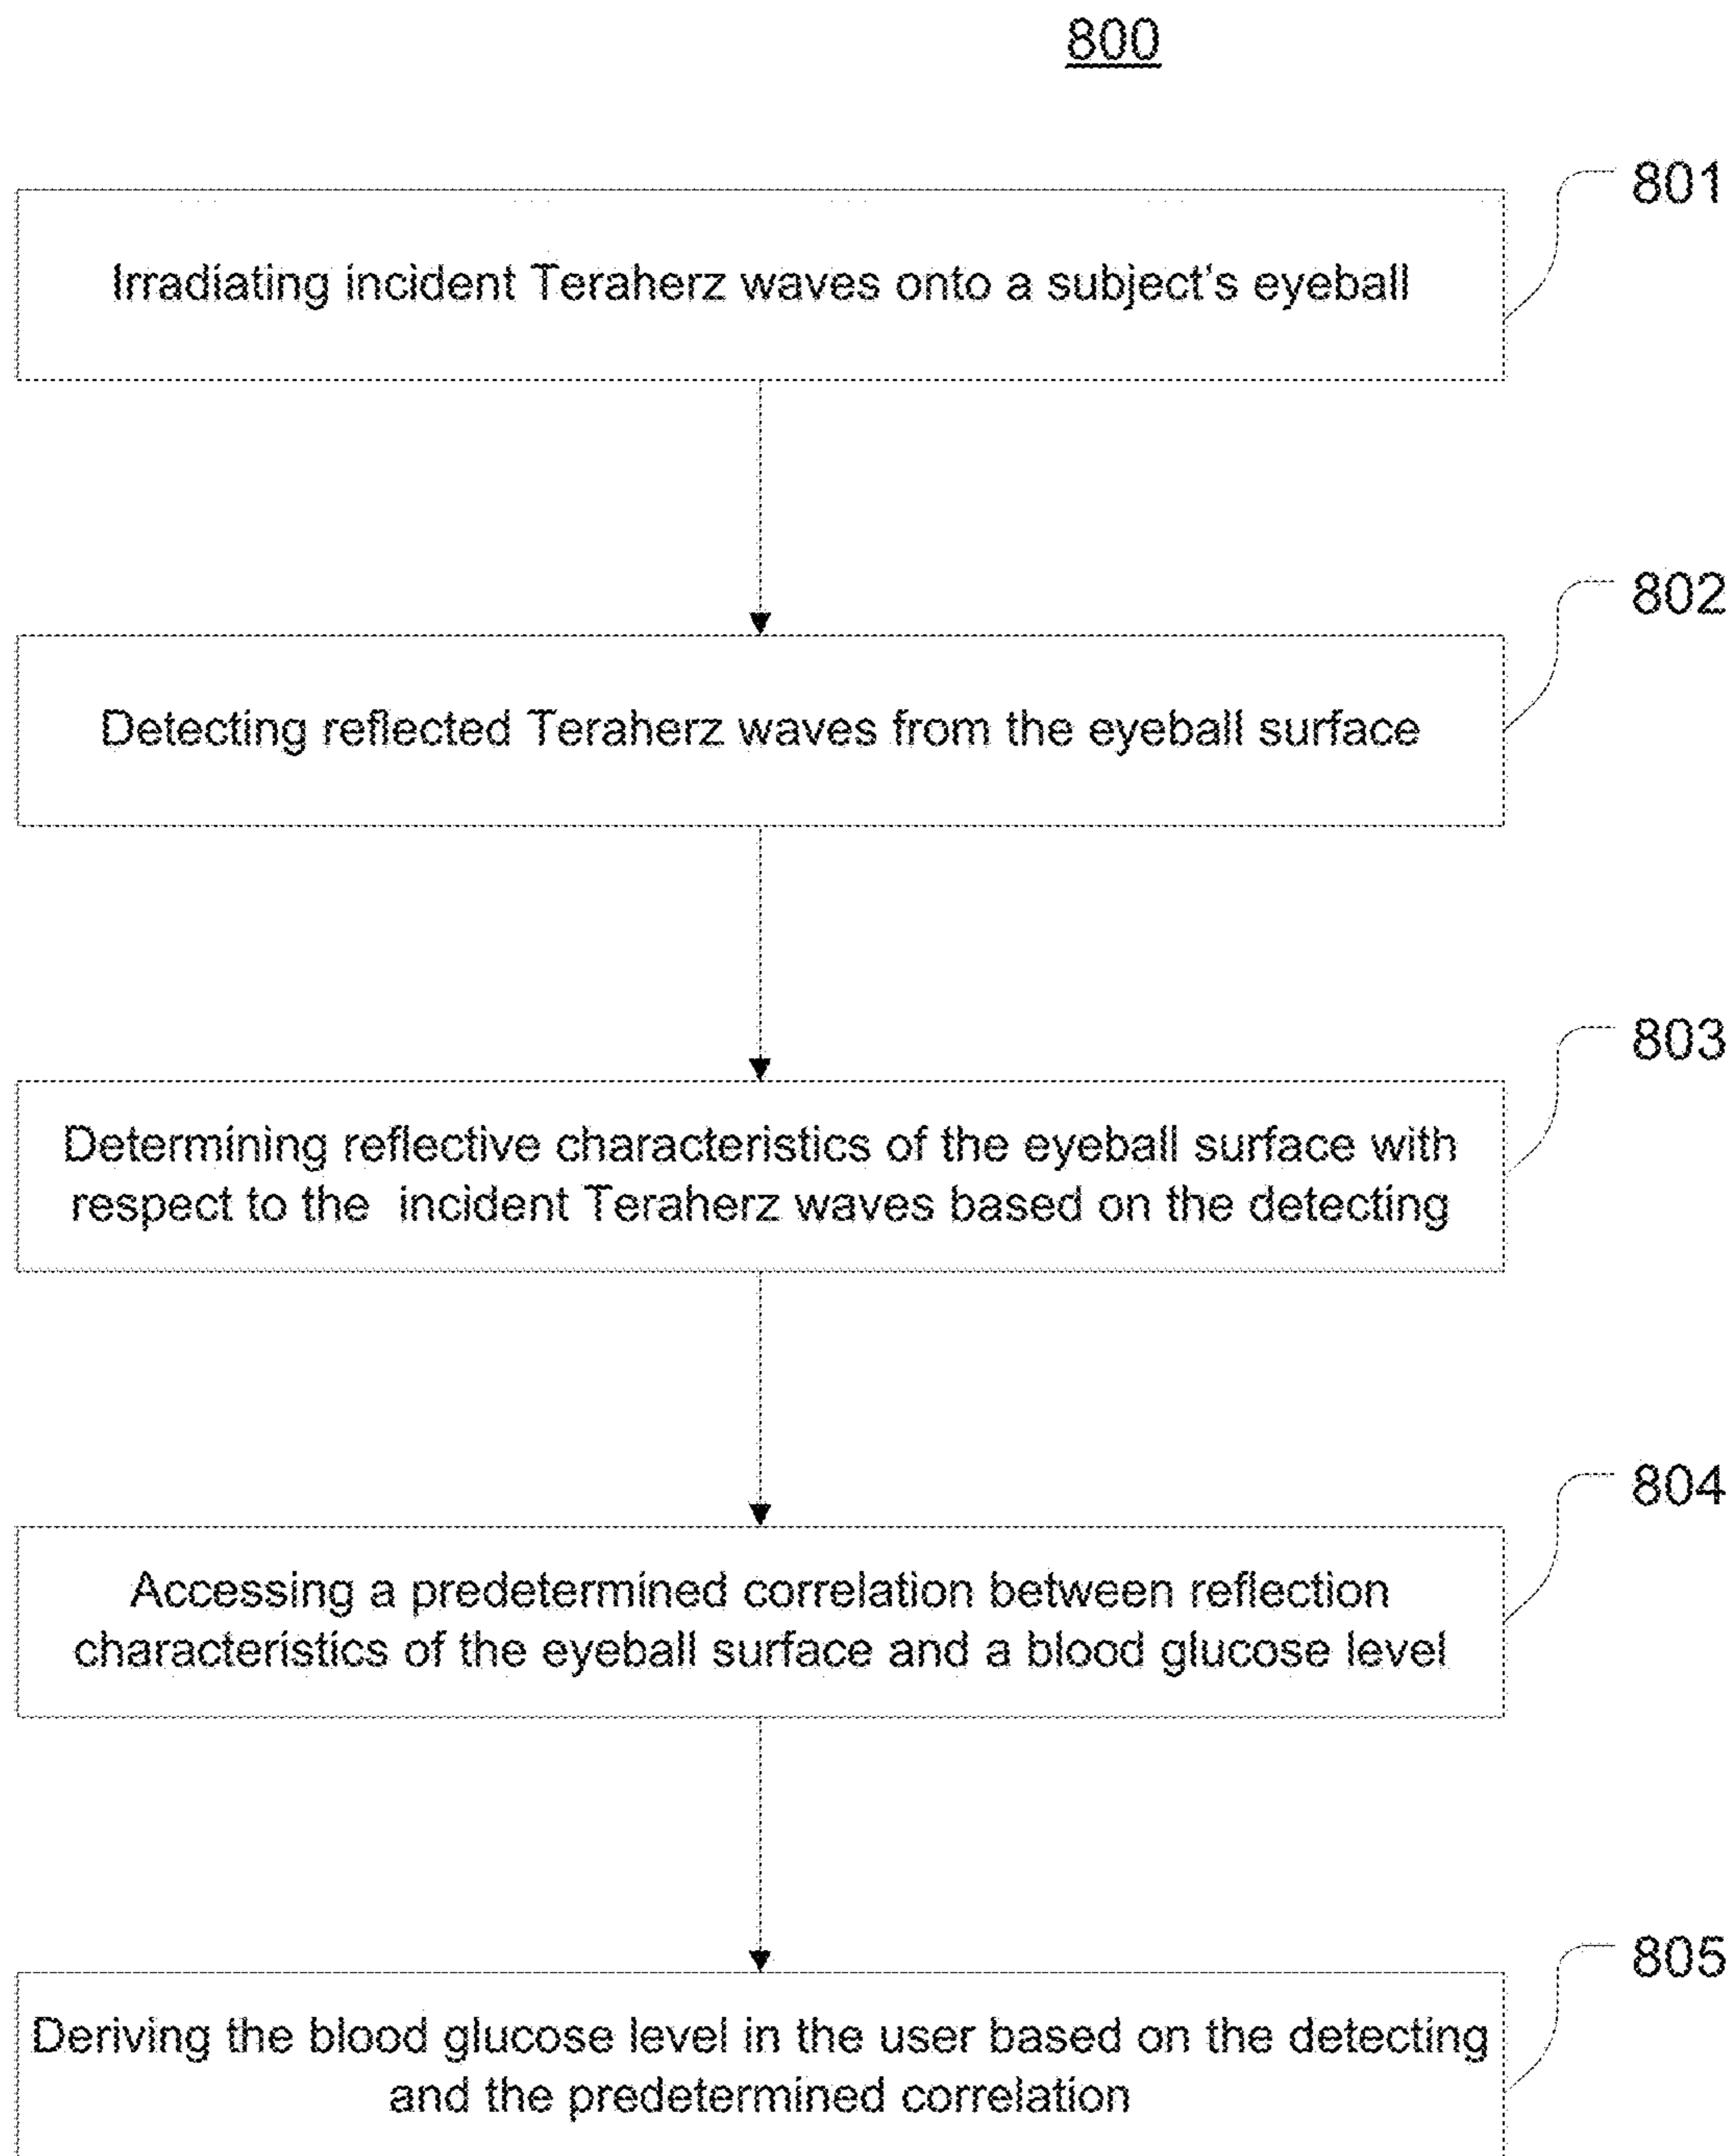 800
801
Irradiating incident Teraherz waves onto a subject's eyeball
802
Detecting reflected Teraherz waves from the eyeball surface
803
Determining reflective characteristics of the eyeball surface with
respect to the incident Teraherz waves based on the detecting
804
Accessing a predetermined correlation between reflection
characteristics of the eyeball surface and a blood glucose level
805
Deriving the blood glucose level in the user based on the detecting
and the predetermined correlation